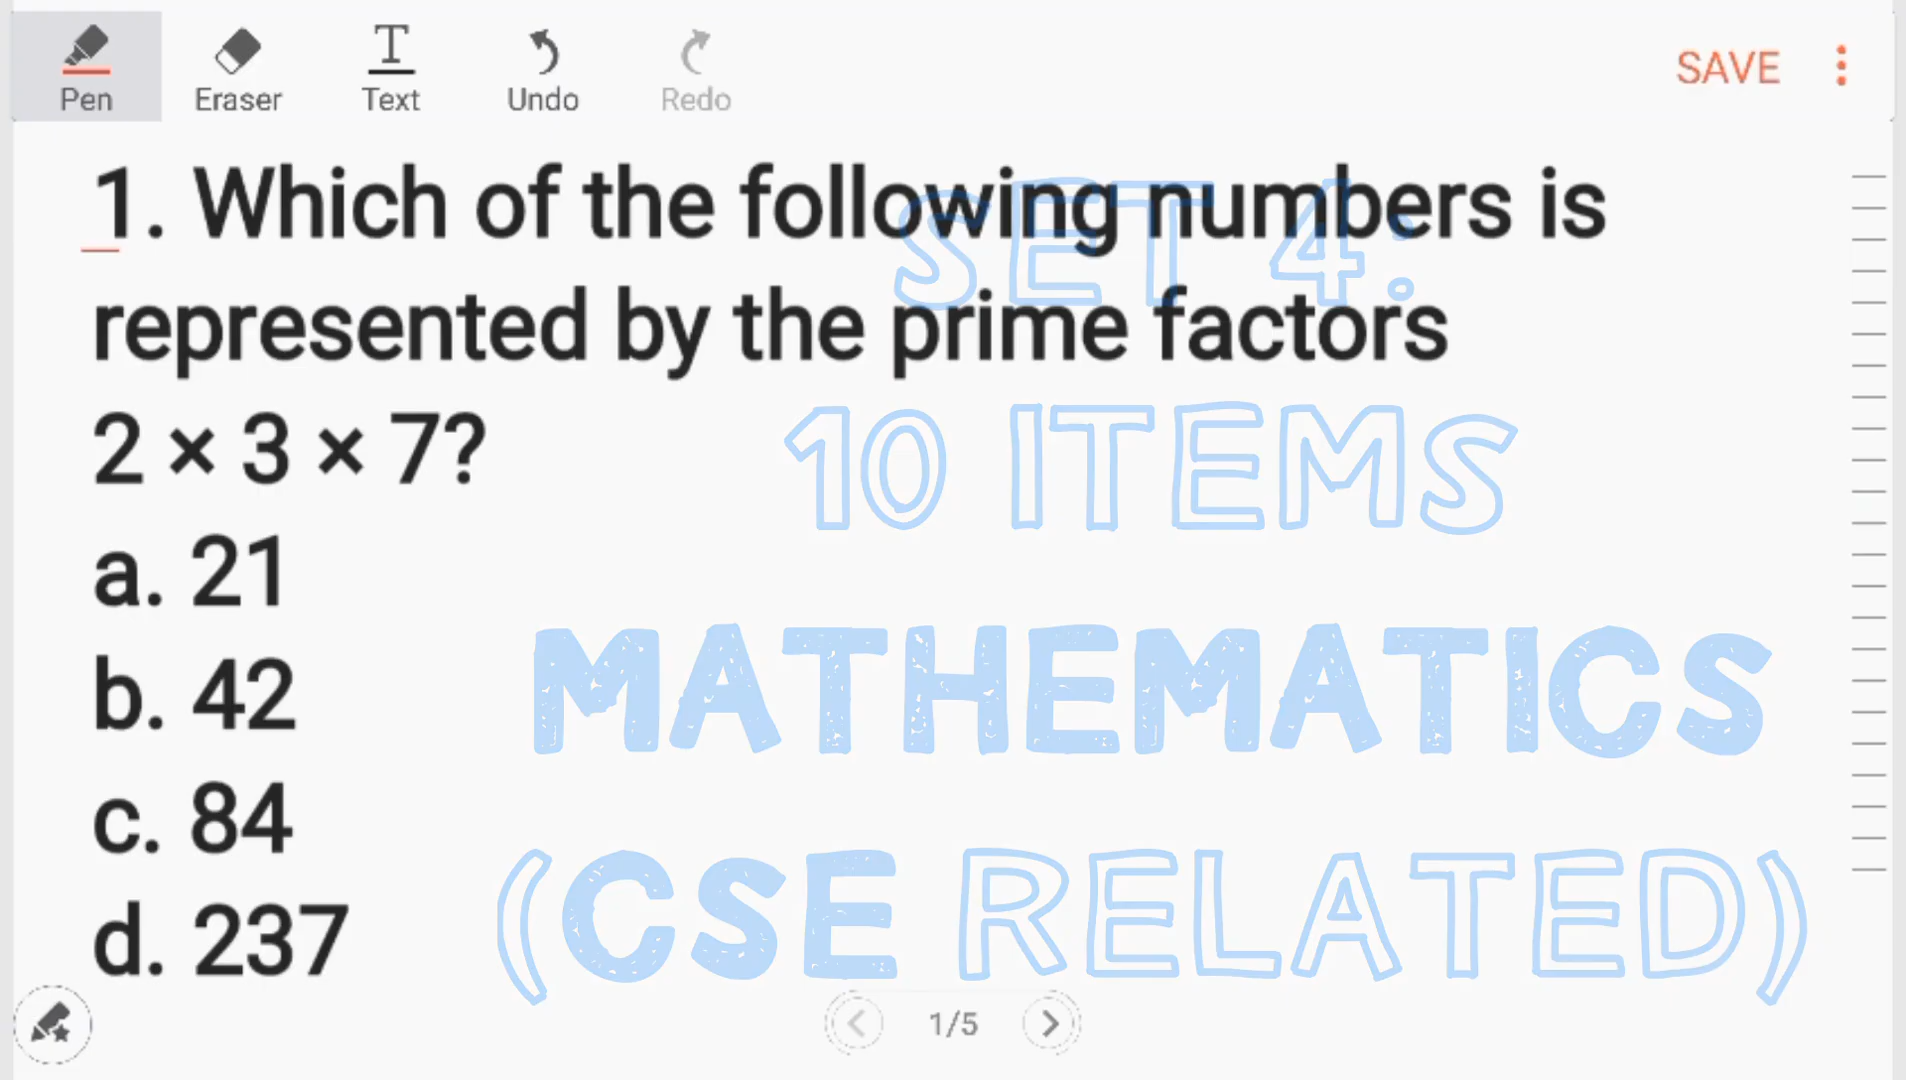 Pen
Eraser
Text
Undo
Redo
SAVE
1. Which of the following numbers is
represented by the prime factors
2 × 3 × 7?
a. 21
b. 42
c. 84
d. 237
SET 4:
10 ITEMS
MATHEMATICS
(CSE RELATED)
1/5